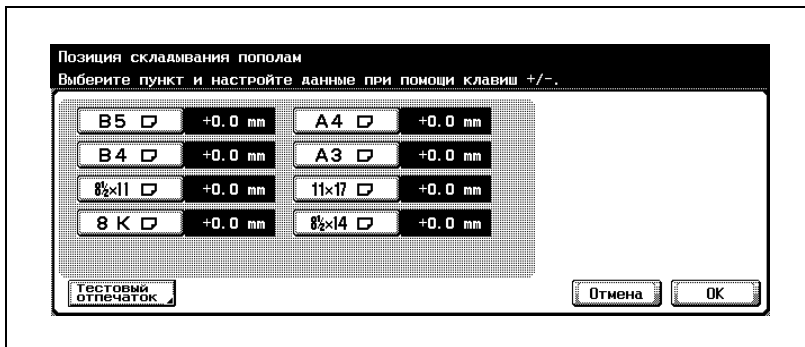 Позиция складывания пополам
Выберите пункт и настройте данные при помощи клавиш +/-.
B5 +0.0 mm A4 +0.0 mm
B4 +0.0 mm A3 +0.0 mm
8½×11 +0.0 mm 11×17 +0.0 mm
8 K +0.0 mm 8½×14 +0.0 mm
Тестовый
отпечаток
Отмена OK